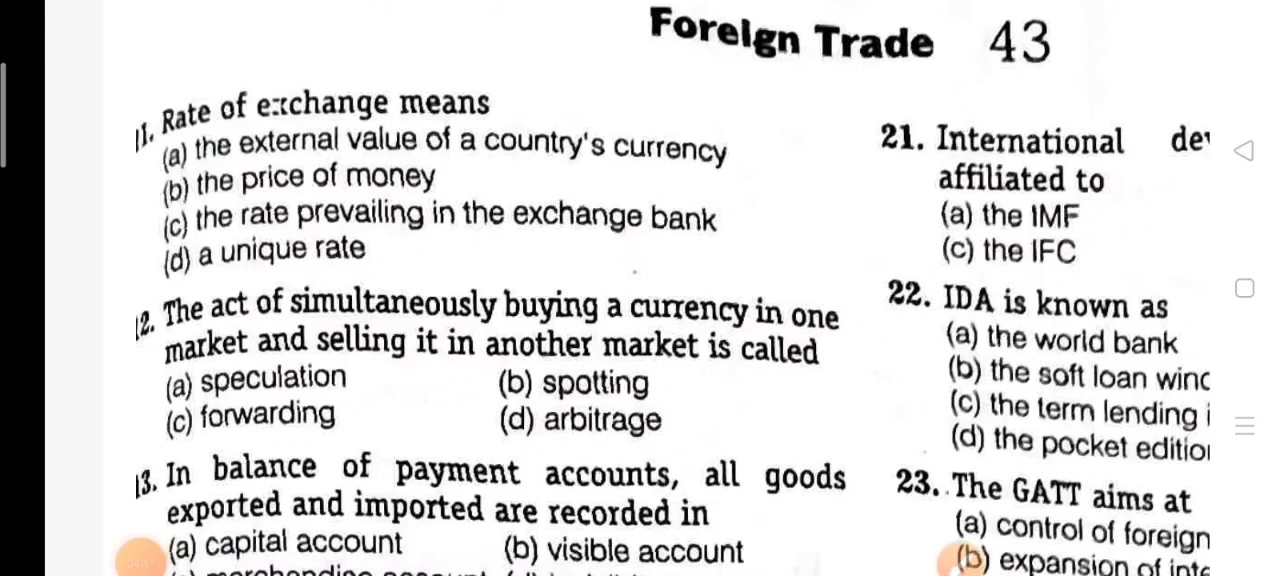 Foreign Trade 43
11. Rate of exchange means
(a) the external value of a country's currency
(b) the price of money
(c) the rate prevailing in the exchange bank
(d) a unique rate
12. The act of simultaneously buying a currency in one
market and selling it in another market is called
(a) speculation (b) spotting
(c) forwarding (d) arbitrage
13. In balance of payment accounts, all goods
exported and imported are recorded in
(a) capital account (b) visible account
21. International
affiliated to
(a) the IMF
(c) the IFC
22. IDA is known as
(a) the world bank
(b) the soft loan
(c) the term lending
(d) the pocket
23. The GATT aims at
(a) control of foreign
(b) expansion of